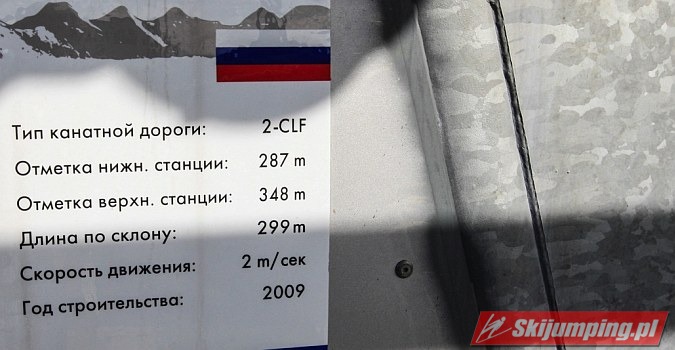 Тип канатной дороги: 2-CLF
Отметка нижн. станции: 287 m
Отметка верхн. станции: 348 m
Длина по склону: 299 m
Скорость движения: 2 m/сек
Год строительства: 2009
Skijumping.pl